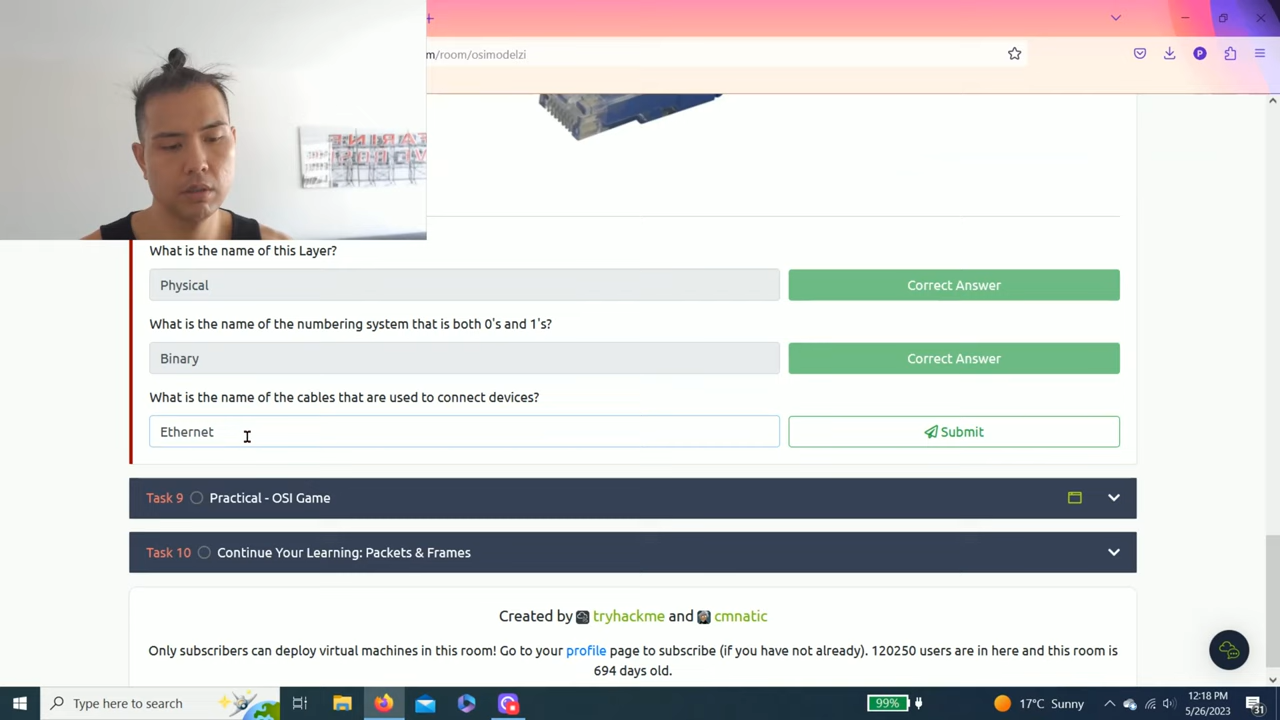 m/room/osimodelzi
What is the name of this Layer?
Physical
Correct Answer
What is the name of the numbering system that is both 0's and 1's?
Binary
Correct Answer
What is the name of the cables that are used to connect devices?
Ethernet
Submit
Task 9 Practical - OSI Game
Task 10 Continue Your Learning: Packets & Frames
Created by tryhackme and cmnatic
Only subscribers can deploy virtual machines in this room! Go to your profile page to subscribe (if you have not already). 120250 users are in here and this room is
694 days old.
Type here to search
99%
17°C Sunny
12:18 PM
5/26/2023
31
P